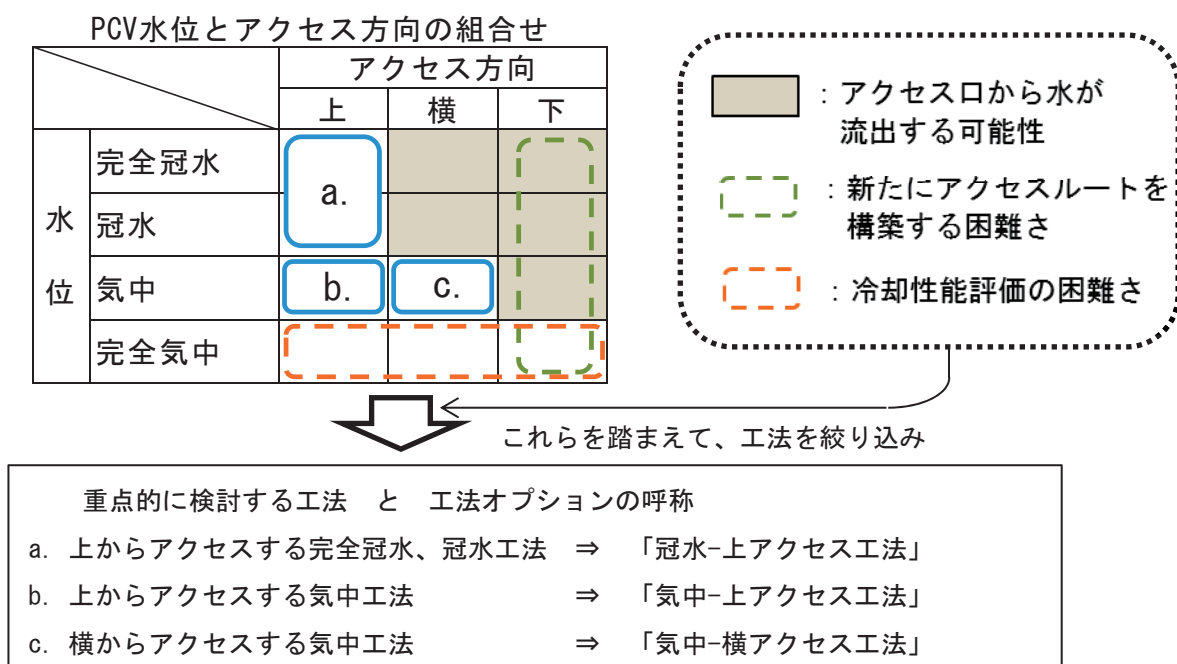 PCV水位とアクセス方向の組合せ
アクセス方向
上 横 下
水位
完全冠水
冠水
気中
完全気中
a.
b.
c.
：アクセス口から水が
流出する可能性
：新たにアクセスルートを
構築する困難さ
：冷却性能評価の困難さ
これらを踏まえて、工法を絞り込み
重点的に検討する工法 と 工法オプションの呼称
a. 上からアクセスする完全冠水、冠水工法 ⇒ 「冠水-上アクセス工法」
b. 上からアクセスする気中工法 ⇒ 「気中-上アクセス工法」
c. 横からアクセスする気中工法 ⇒ 「気中-横アクセス工法」